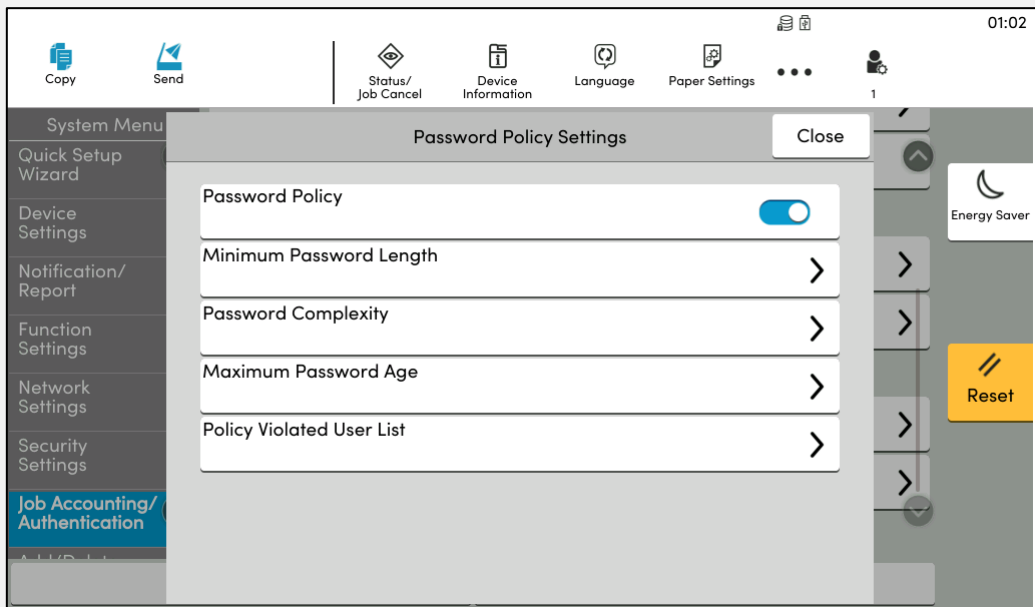 01:02
Copy
Send
Status/
Job Cancel
Device
Information
Language
Paper Settings
1
System Menu
Quick Setup
Wizard
Device
Settings
Notification/
Report
Function
Settings
Network
Settings
Security
Settings
Job Accounting/
Authentication
Password Policy Settings
Close
Password Policy
Minimum Password Length
Password Complexity
Maximum Password Age
Policy Violated User List
Energy Saver
Reset